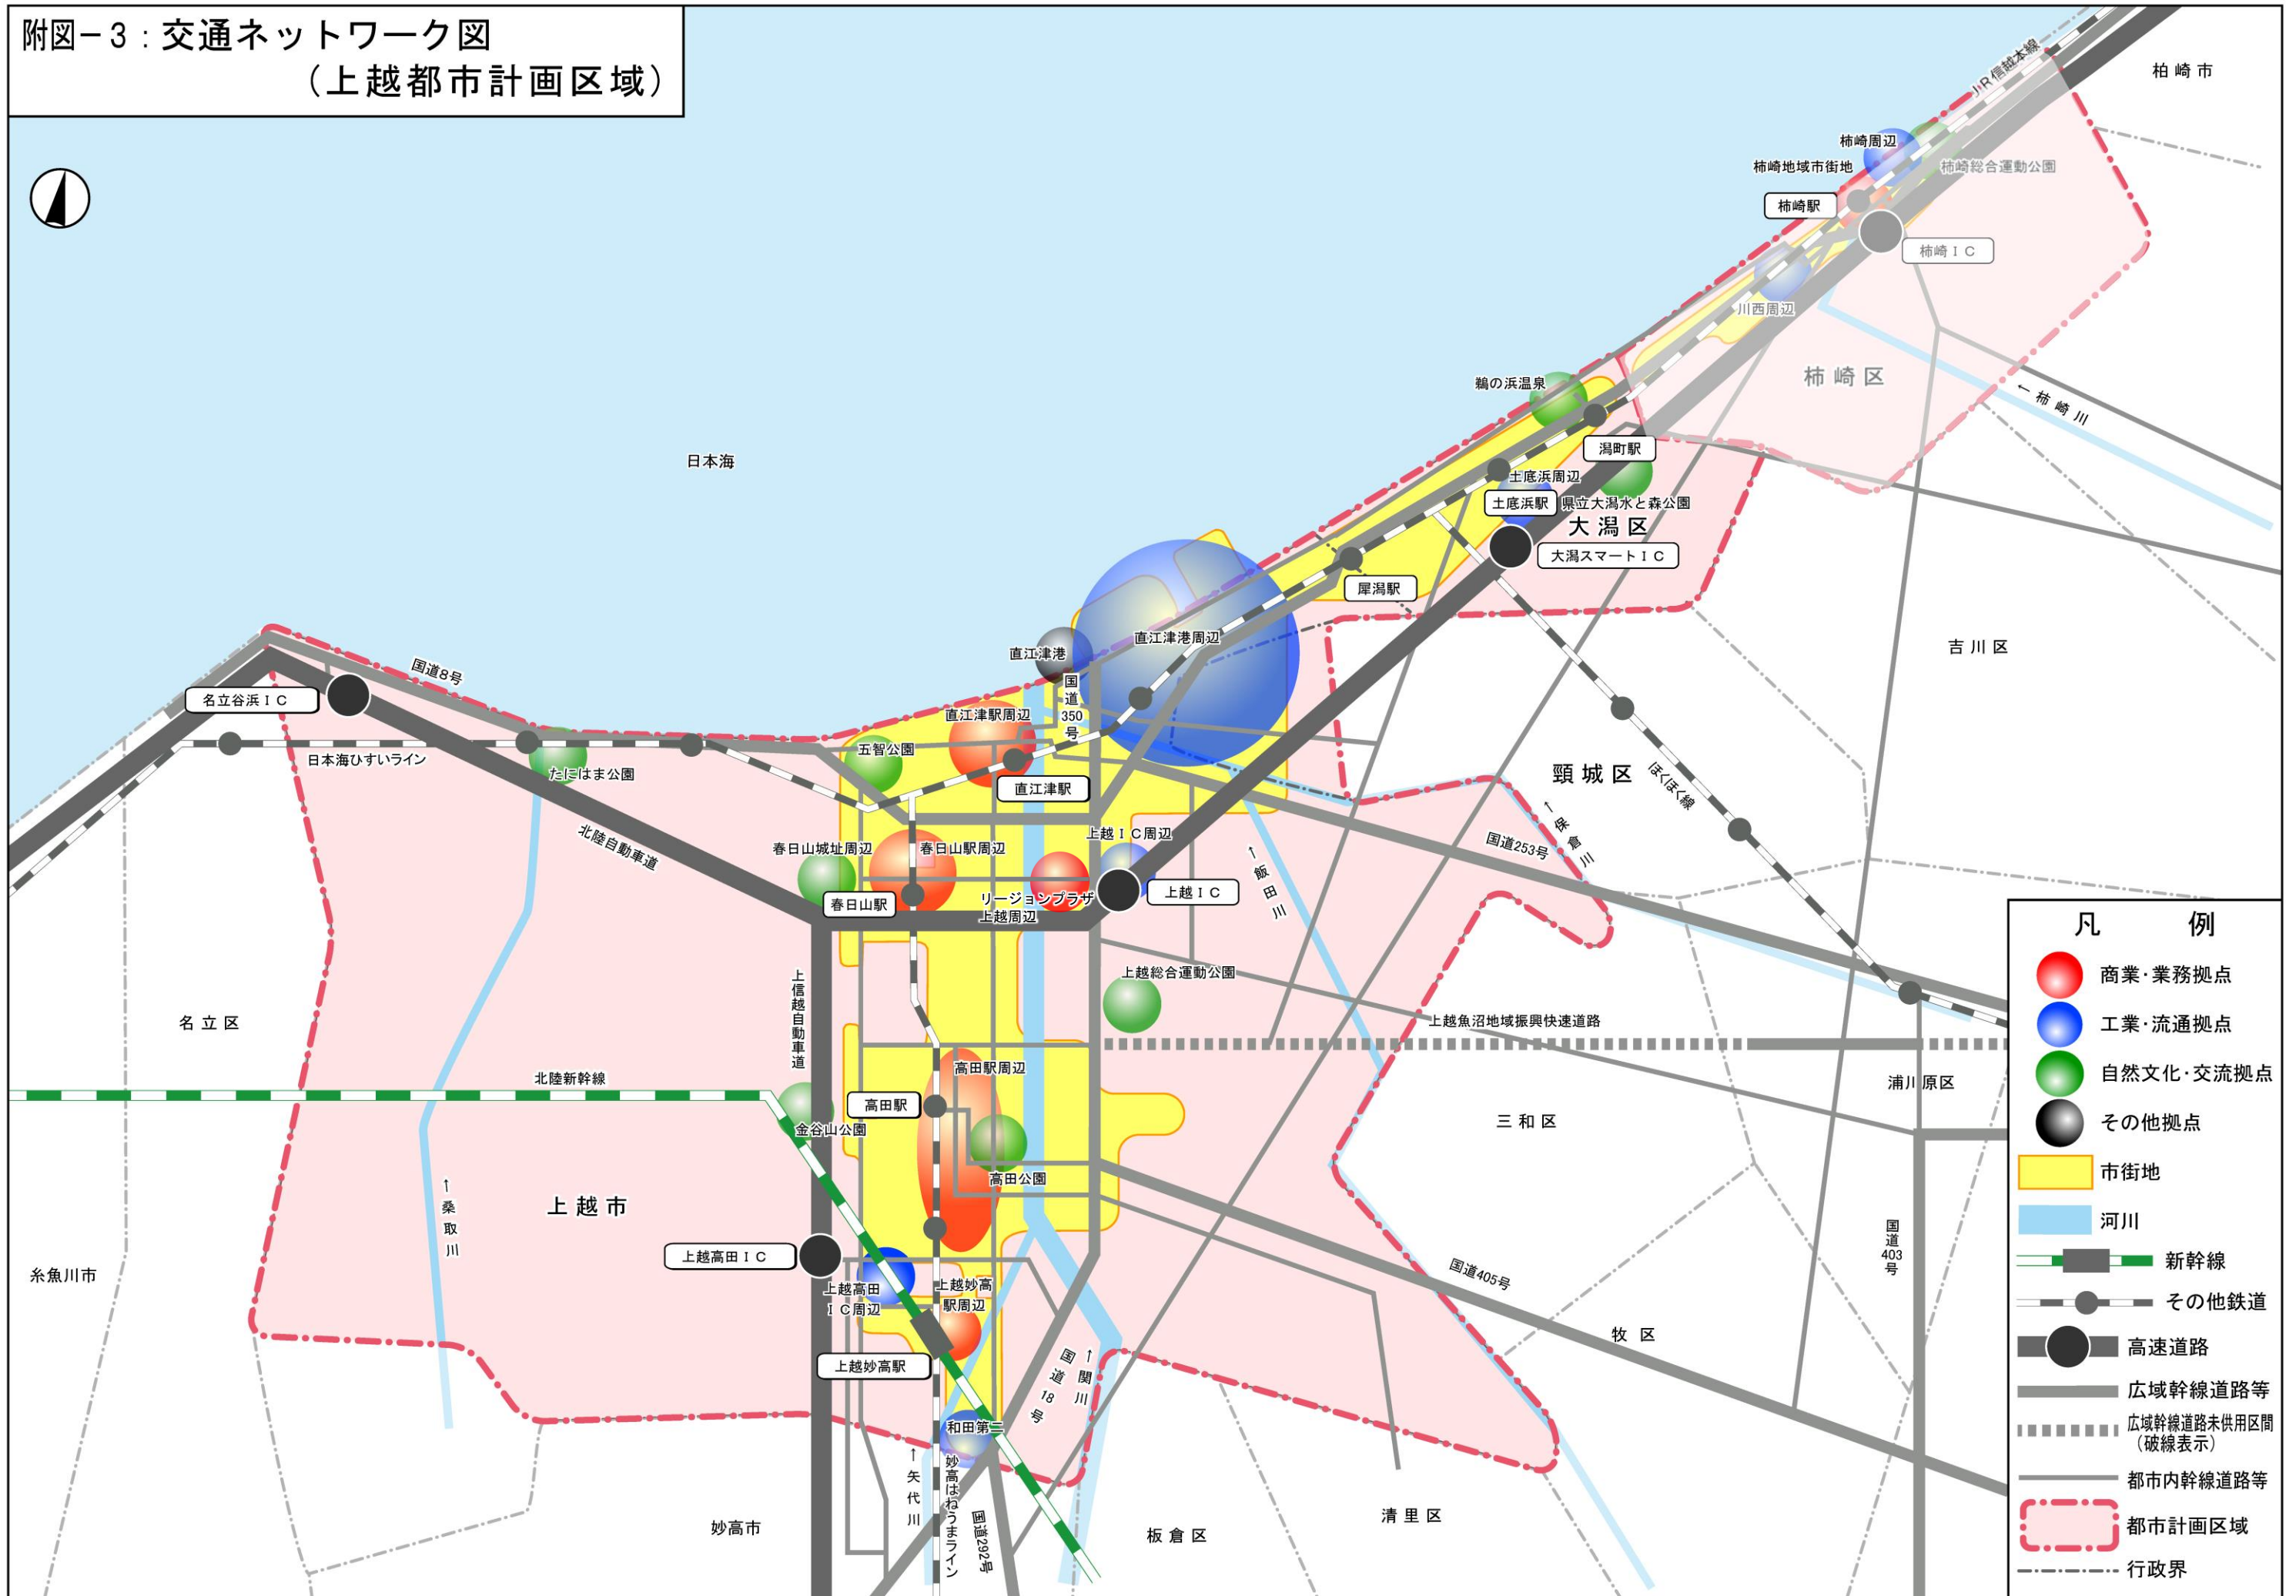 附図－３：交通ネットワーク図
（上越都市計画区域）
柏崎市
ＪＲ信越本線
柿崎周辺
柿崎地域市街地
柿崎総合運動公園
柿崎駅
柿崎ＩＣ
川西周辺
柿崎区
←柿崎川
鵜の浜温泉
潟町駅
日本海
土底浜周辺
土底浜駅
県立大潟水と森公園
大潟区
大潟スマートＩＣ
犀潟駅
直江津港周辺
直江津港
吉川区
国道8号
名立谷浜ＩＣ
国道350号
直江津駅周辺
五智公園
日本海ひすいライン
たにはま公園
直江津駅
頸城区
ほくほく線
北陸自動車道
上越ＩＣ周辺
←保倉川
国道253号
春日山城址周辺
春日山駅周辺
←飯田川
上越ＩＣ
春日山駅
リージョンプラザ
上越周辺
上信越自動車道
上越総合運動公園
名立区
上越魚沼地域振興快速道路
北陸新幹線
高田駅周辺
浦川原区
高田駅
三和区
金谷山公園
高田公園
←桑取川
上越市
国道403号
上越高田ＩＣ
糸魚川市
国道405号
上越高田
ＩＣ周辺
上越妙高
駅周辺
牧区
上越妙高駅
国道18号
←関川
和田第二
←矢代川
妙高はねうまライン
国道292号
妙高市
板倉区
清里区
凡例
商業・業務拠点
工業・流通拠点
自然文化・交流拠点
その他拠点
市街地
河川
新幹線
その他鉄道
高速道路
広域幹線道路等
広域幹線道路未供用区間
（破線表示）
都市内幹線道路等
都市計画区域
行政界